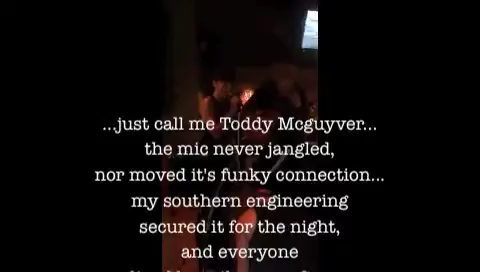 ...just call me Toddy Mcguyver...
the mic never jangled,
nor moved it's funky connection...
my southern engineering
secured it for the night,
and everyone